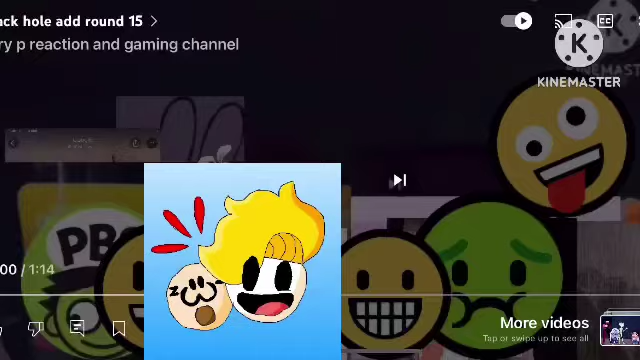 ack hole add round 15
ry p reaction and gaming channel
CC
K
KINEMASTER
PB
00 / 1:14
More videos
Tap or swipe up to see all